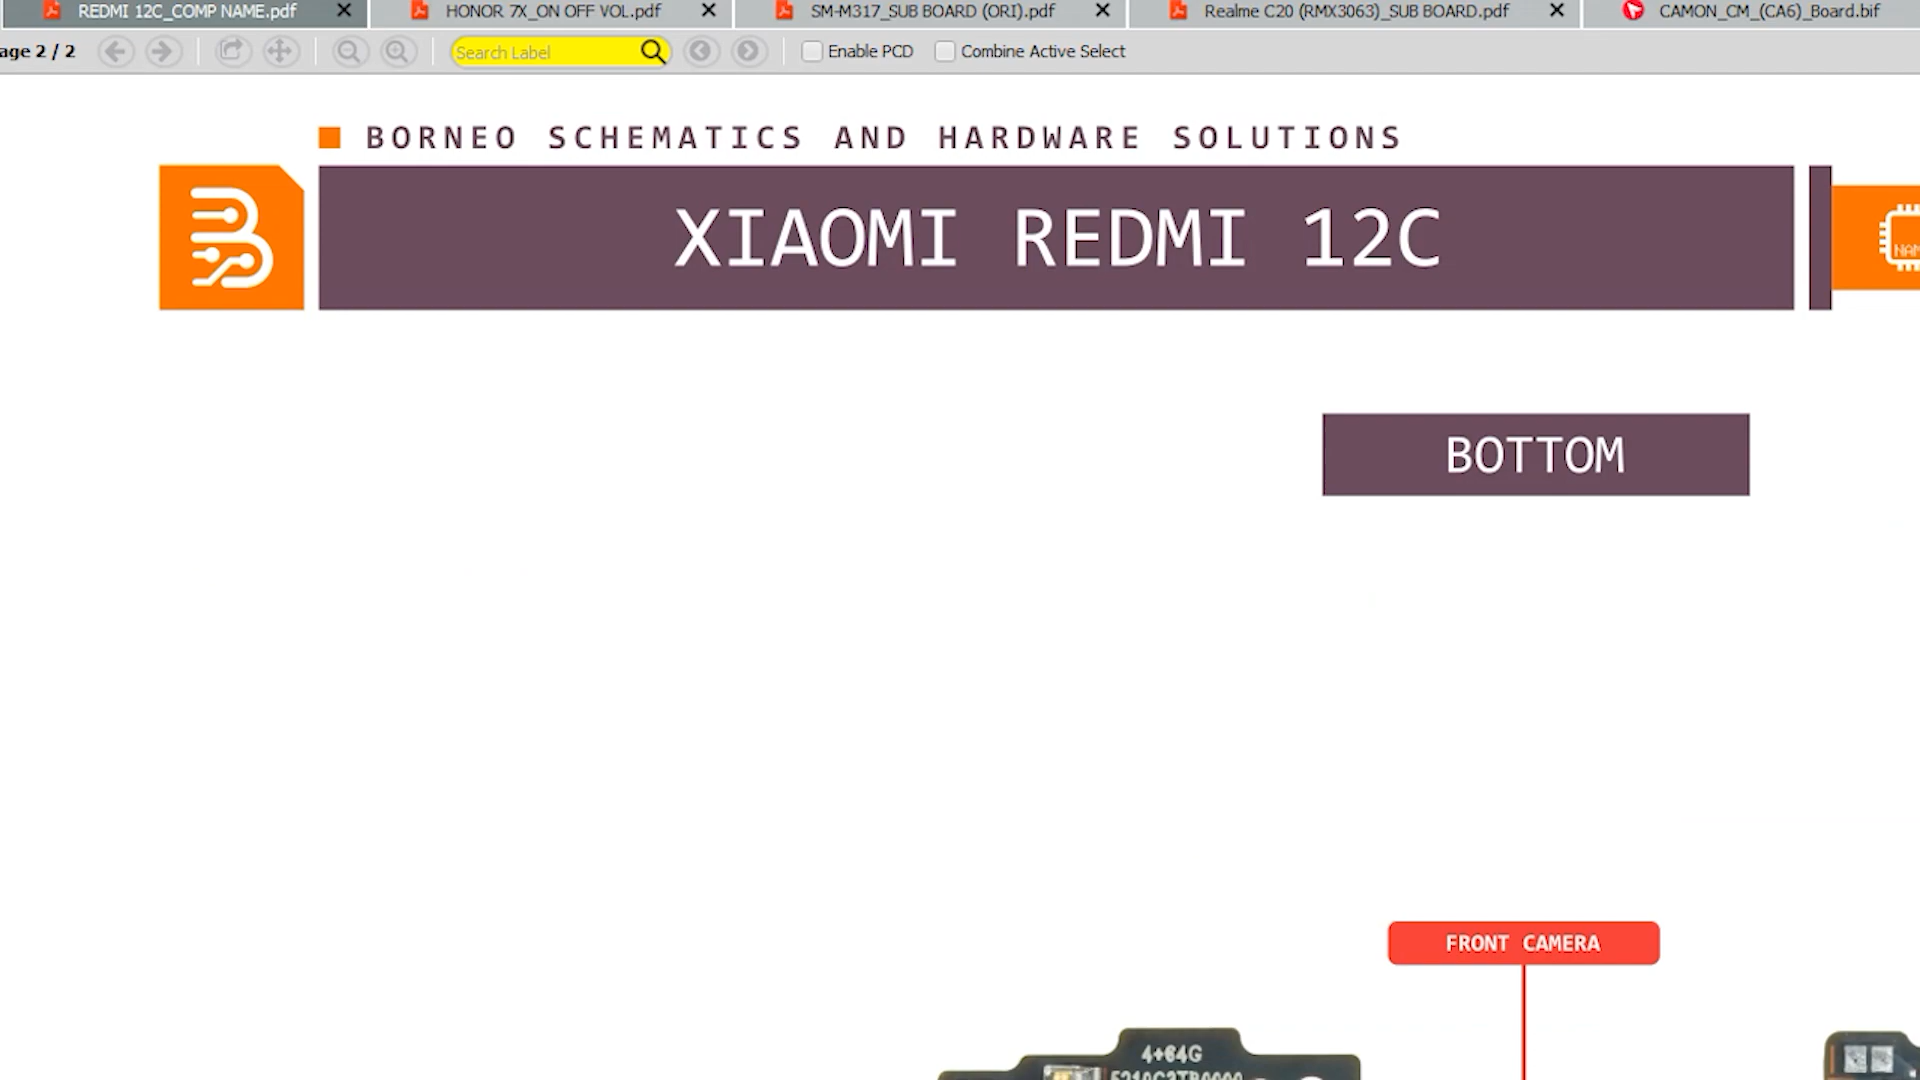 REDMI 12C_COMP NAME.pdf
HONOR 7X_ON OFF VOL.pdf
SM-M317_SUB BOARD (ORI).pdf
Realme C20 (RMX3063)_SUB BOARD.pdf
CAMON_CM_(CA6)_Board.bif
age 2 / 2
Search Label
Enable PCD
Combine Active Select
BORNEO SCHEMATICS AND HARDWARE SOLUTIONS
XIAOMI REDMI 12C
BOTTOM
FRONT CAMERA
4+64G